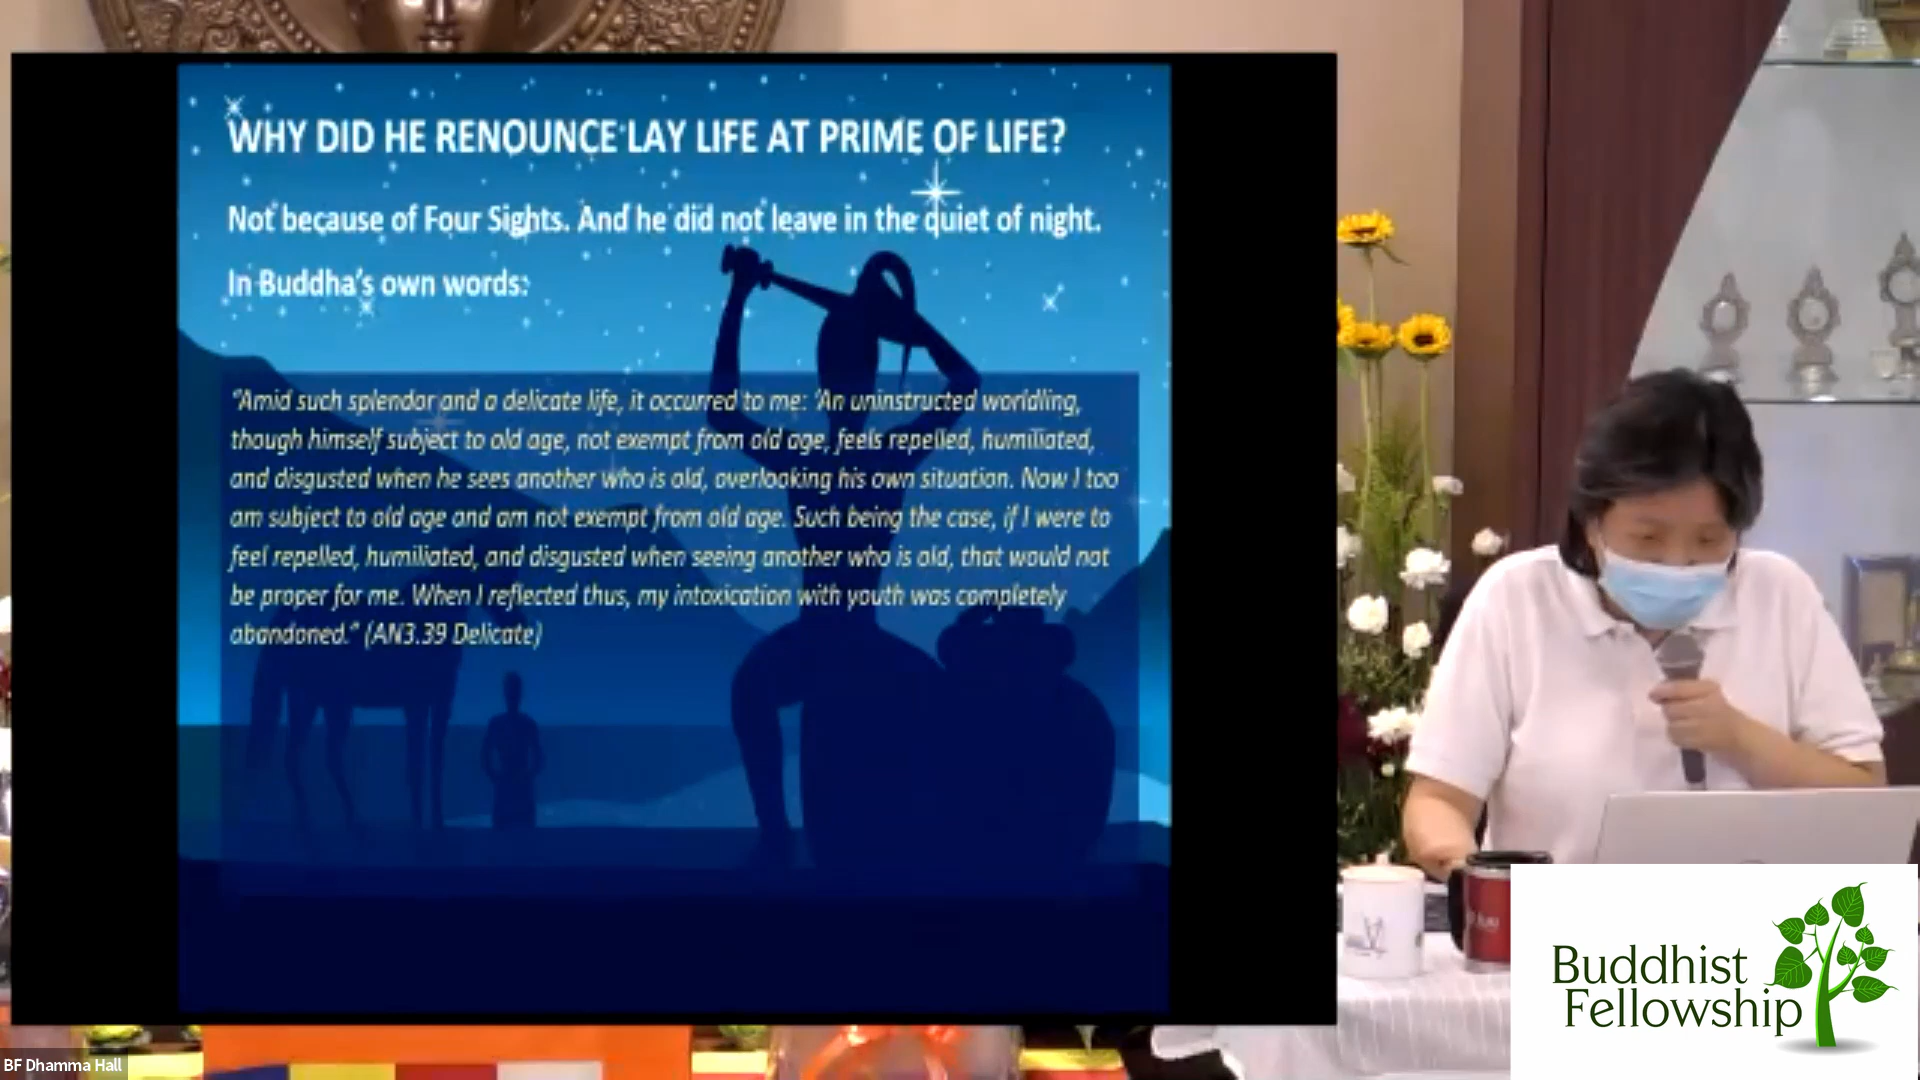 WHY DID HE RENOUNCE LAY LIFE AT PRIME OF LIFE?
Not because of Four Sights. And he did not leave in the quiet of night.
In Buddha's own words:
"Amid such splendor and a delicate life, it occurred to me: 'An uninstructed worldling,
though himself subject to old age, not exempt from old age, feels repelled, humiliated,
and disgusted when he sees another who is old, overlooking his own situation. Now I too
am subject to old age and am not exempt from old age. Such being the case, if I were to
feel repelled, humiliated, and disgusted when seeing another who is old, that would not
be proper for me. When I reflected thus, my intoxication with youth was completely
abandoned." (AN3.39 Delicate)
Buddhist
Fellowship
BF Dhamma Hall